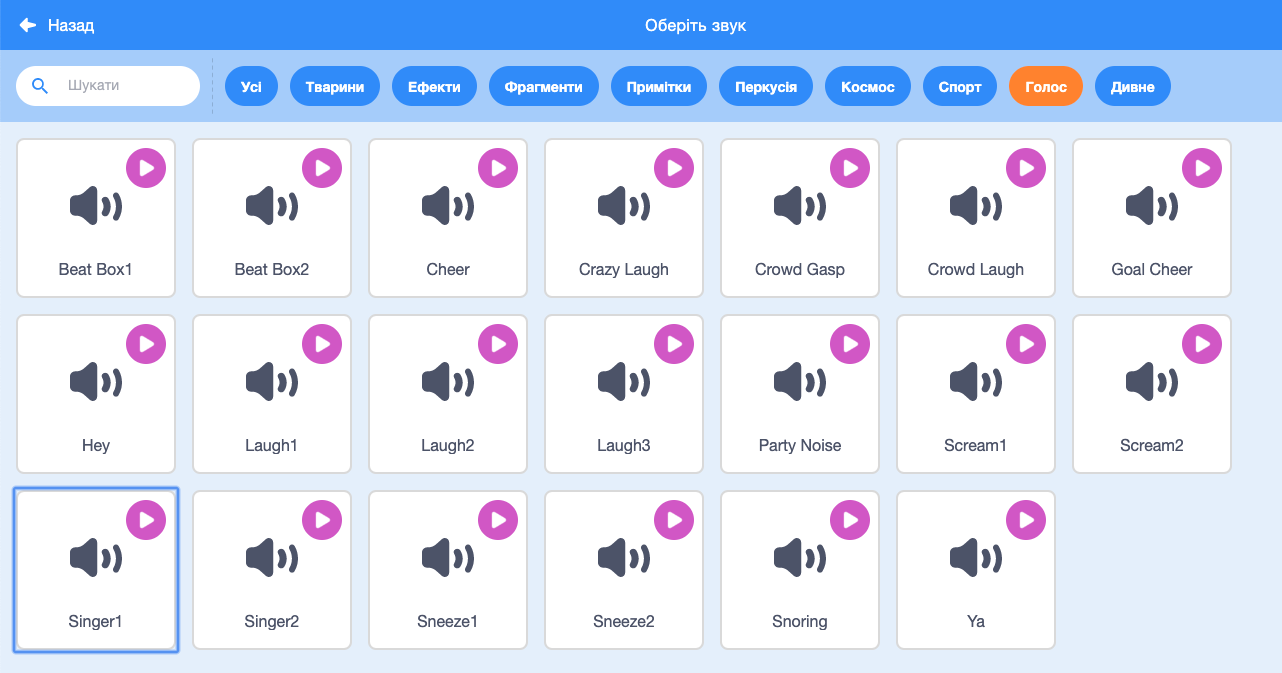 Назад
Оберіть звук
Шукати
Усі
Тварини
Ефекти
Фрагменти
Примітки
Перкусія
Космос
Спорт
Голос
Дивне
Beat Box1
Beat Box2
Cheer
Crazy Laugh
Crowd Gasp
Crowd Laugh
Goal Cheer
Hey
Laugh1
Laugh2
Laugh3
Party Noise
Scream1
Scream2
Singer1
Singer2
Sneeze1
Sneeze2
Snoring
Ya